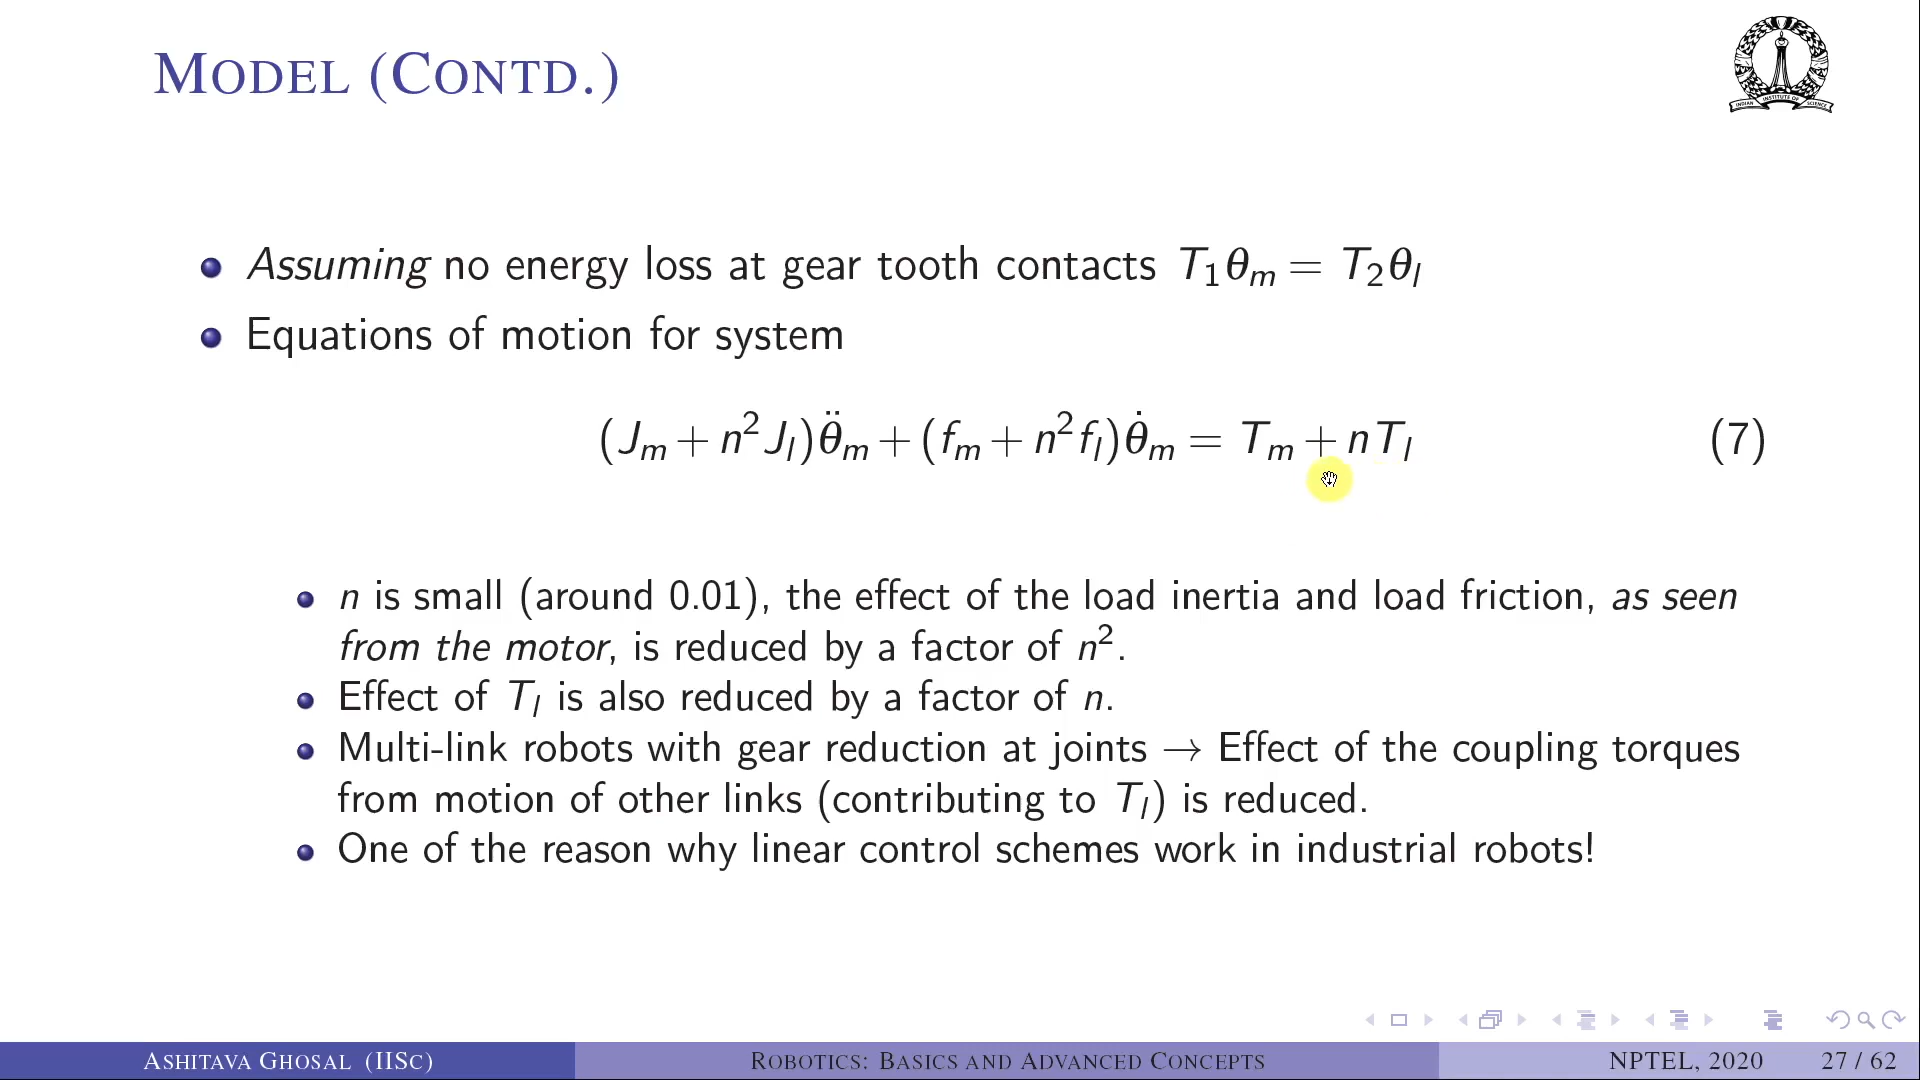 MODEL (CONTD.)
INDIAN INSTITUTE OF SCIENCE
Assuming no energy loss at gear tooth contacts T₁θₘ = T₂θₗ
Equations of motion for system
(Jₘ + n²Jₗ)θ̈ₘ + (fₘ + n²fₗ)θ̇ₘ = Tₘ + nTₗ (7)
n is small (around 0.01), the effect of the load inertia and load friction, as seen
from the motor, is reduced by a factor of n².
Effect of Tₗ is also reduced by a factor of n.
Multi-link robots with gear reduction at joints → Effect of the coupling torques
from motion of other links (contributing to Tₗ) is reduced.
One of the reason why linear control schemes work in industrial robots!
ASHITAVA GHOSAL (IISC) ROBOTICS: BASICS AND ADVANCED CONCEPTS NPTEL, 2020 27 / 62